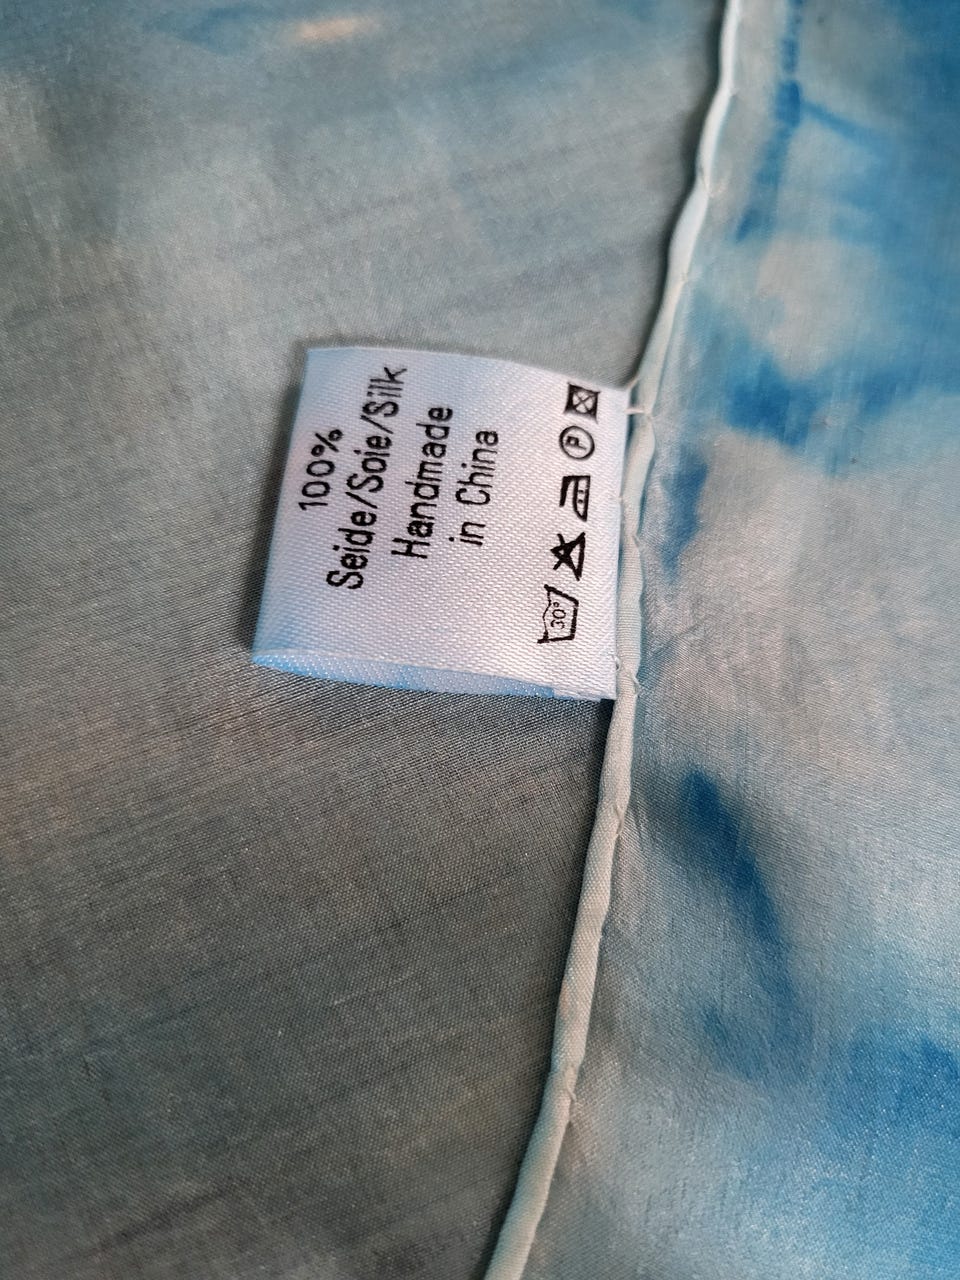 100%
Seide/Soie/Silk
Handmade
in China
30°
P